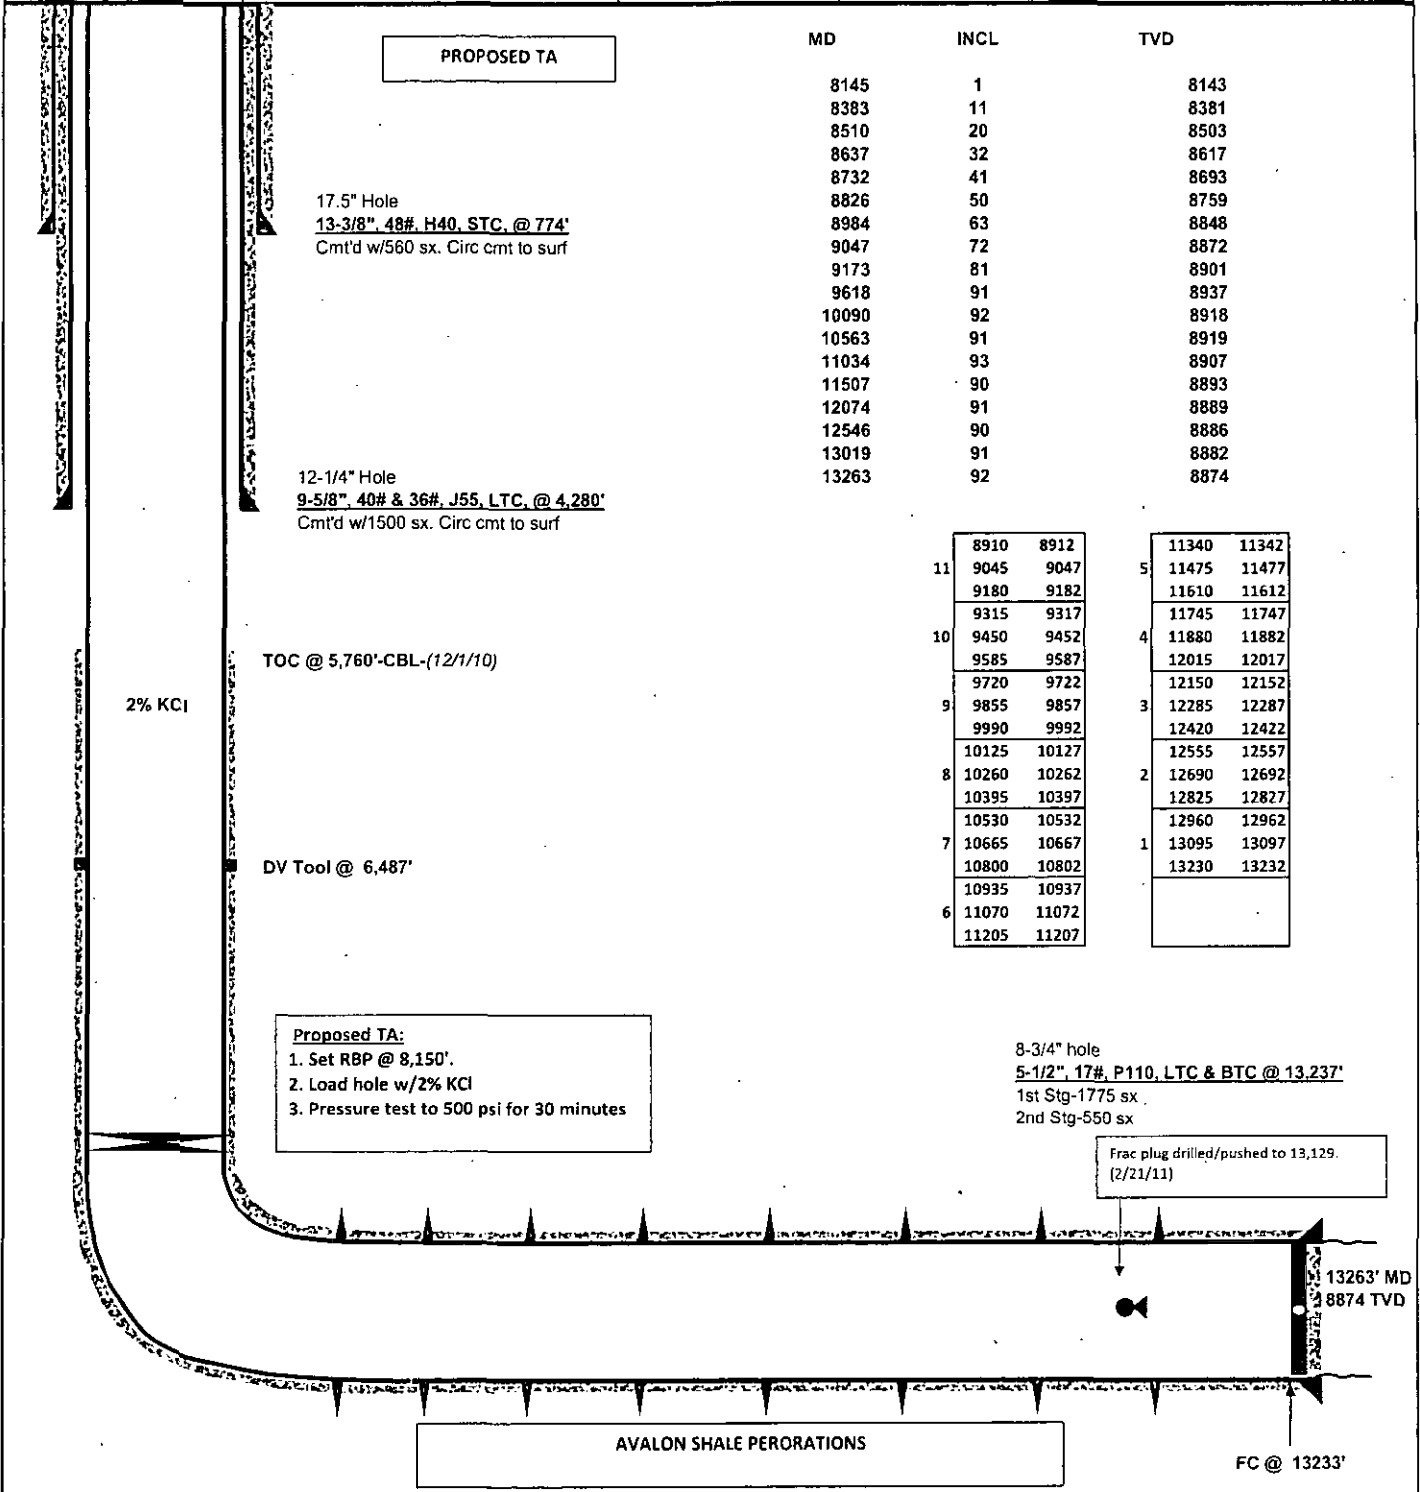 PROPOSED TA
MD INCL TVD
8145 1 8143
8383 11 8381
8510 20 8503
8637 32 8617
8732 41 8693
8826 50 8759
8984 63 8848
9047 72 8872
9173 81 8901
9618 91 8937
10090 92 8918
10563 91 8919
11034 93 8907
11507 90 8893
12074 91 8889
12546 90 8886
13019 91 8882
13263 92 8874
17.5" Hole
13-3/8", 48#, H40, STC, @ 774'
Cmt'd w/560 sx. Circ cmt to surf
12-1/4" Hole
9-5/8", 40# & 36#, J55, LTC, @ 4,280'
Cmt'd w/1500 sx. Circ cmt to surf
8910 8912 11340 11342
11 9045 9047 5 11475 11477
9180 9182 11610 11612
9315 9317 11745 11747
10 9450 9452 4 11880 11882
9585 9587 12015 12017
9720 9722 12150 12152
9 9855 9857 3 12285 12287
9990 9992 12420 12422
10125 10127 12555 12557
8 10260 10262 2 12690 12692
10395 10397 12825 12827
10530 10532 12960 12962
7 10665 10667 1 13095 13097
10800 10802 13230 13232
10935 10937
6 11070 11072
11205 11207
TOC @ 5,760'-CBL-(12/1/10)
2% KCl
DV Tool @ 6,487'
Proposed TA:
1. Set RBP @ 8,150'.
2. Load hole w/2% KCl
3. Pressure test to 500 psi for 30 minutes
8-3/4" hole
5-1/2", 17#, P110, LTC & BTC @ 13,237'
1st Stg-1775 sx
2nd Stg-550 sx
Frac plug drilled/pushed to 13,129.
(2/21/11)
13263' MD
8874 TVD
AVALON SHALE PERORATIONS
FC @ 13233'